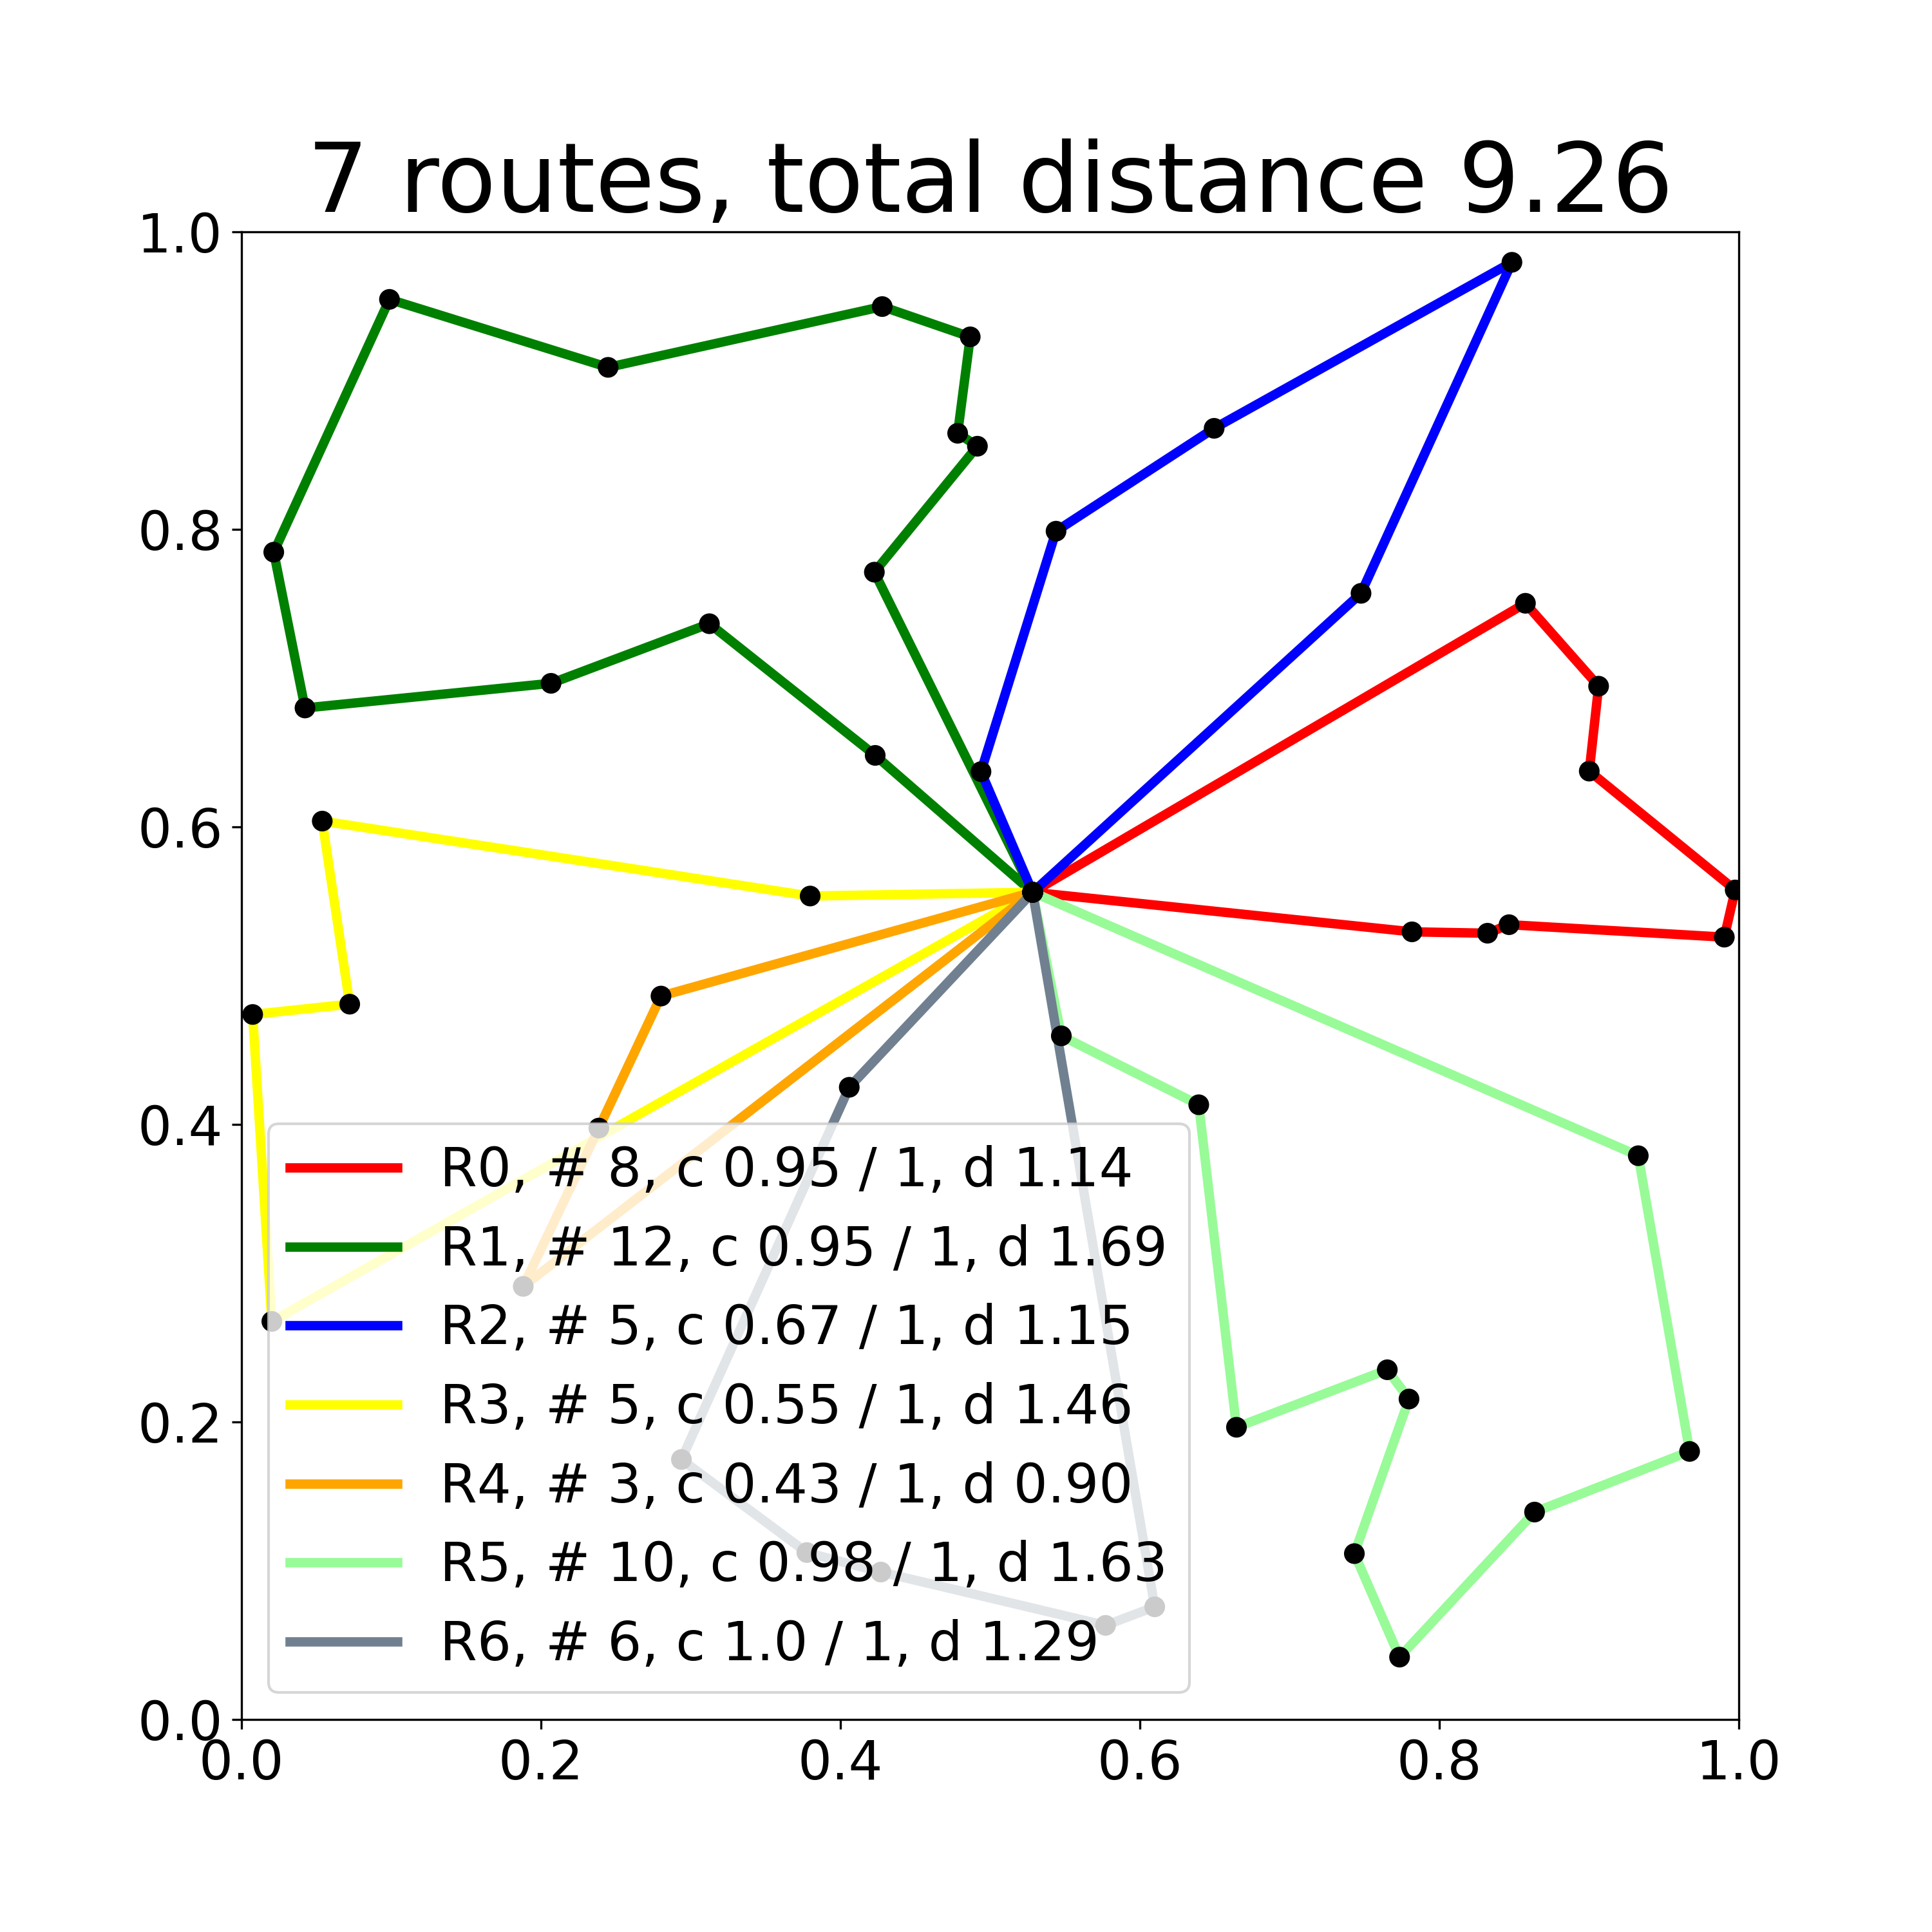 7 routes, total distance 9.26
1.0
0.8
0.6
0.4
0.2
0.0
R0, # 8, c 0.95 / 1, d 1.14
R1, # 12, c 0.95 / 1, d 1.69
R2, # 5, c 0.67 / 1, d 1.15
R3, # 5, c 0.55 / 1, d 1.46
R4, # 3, c 0.43 / 1, d 0.90
R5, # 10, c 0.98 / 1, d 1.63
R6, # 6, c 1.0 / 1, d 1.29
0.0 0.2 0.4 0.6 0.8 1.0